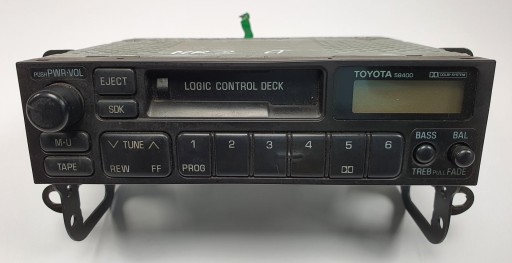 PUSH PWR•VOL
EJECT
SDK
LOGIC CONTROL DECK
TOYOTA 58400
M-U
TAPE
TUNE
REW FF
1 2 3 4 5 6
PROG
BASS BAL
TREB PULL FADE